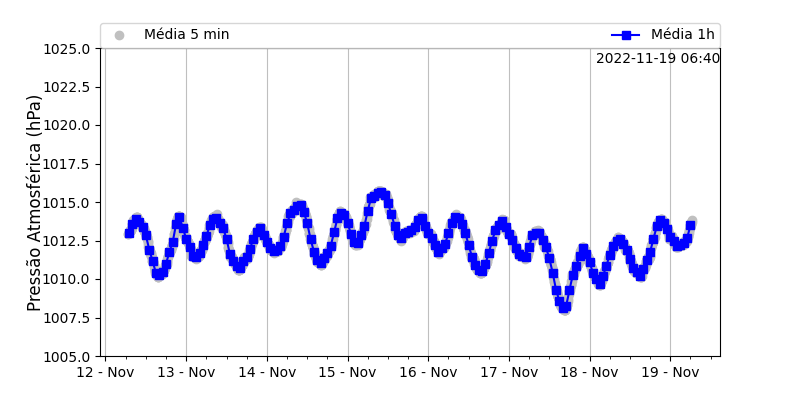 Média 5 min
Média 1h
2022-11-19 06:40
Pressão Atmosférica (hPa)
1025.0
1022.5
1020.0
1017.5
1015.0
1012.5
1010.0
1007.5
1005.0
12 - Nov
13 - Nov
14 - Nov
15 - Nov
16 - Nov
17 - Nov
18 - Nov
19 - Nov